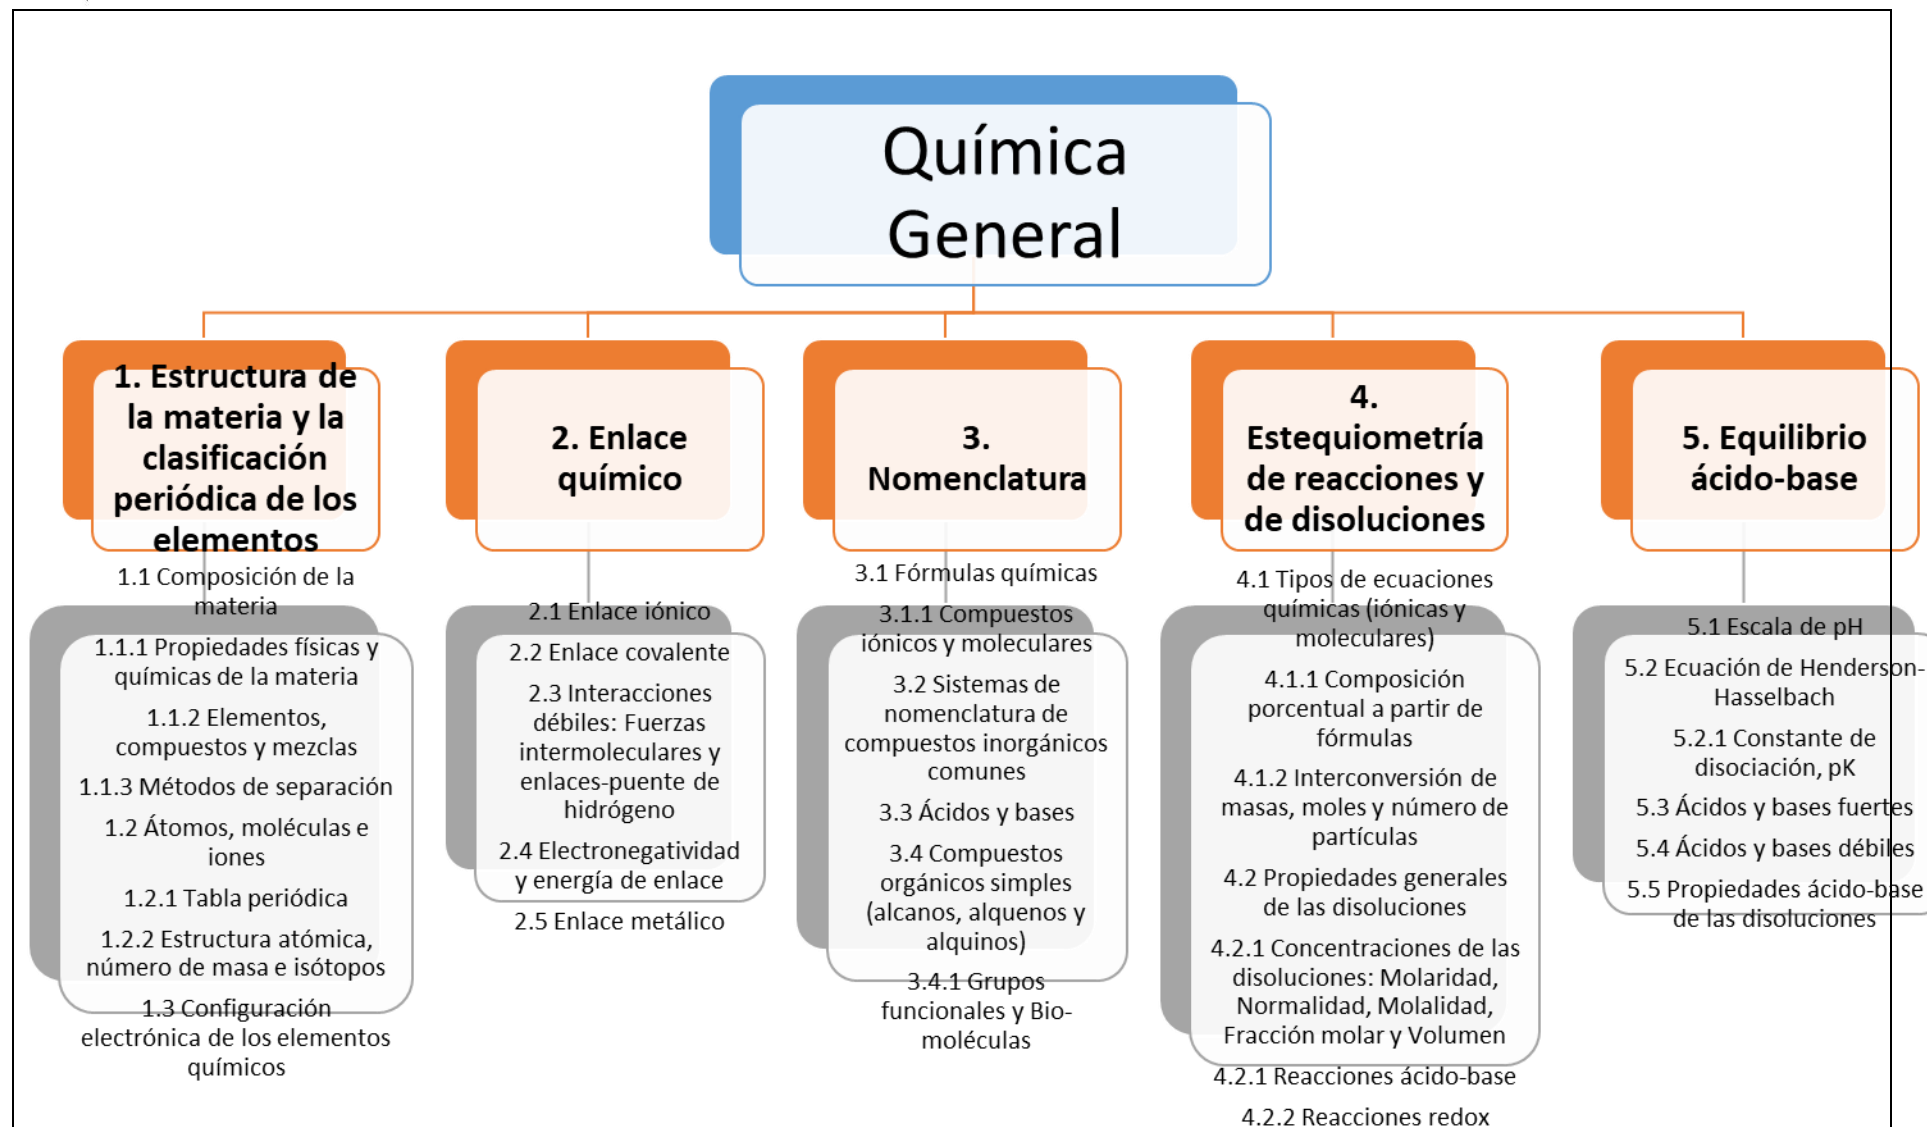 Química
General
1. Estructura de
la materia y la
clasificación
periódica de los
elementos
1.1 Composición de la
materia
1.1.1 Propiedades físicas y
químicas de la materia
1.1.2 Elementos,
compuestos y mezclas
1.1.3 Métodos de separación
1.2 Átomos, moléculas e
iones
1.2.1 Tabla periódica
1.2.2 Estructura atómica,
número de masa e isótopos
1.3 Configuración
electrónica de los elementos
químicos
2. Enlace
químico
2.1 Enlace iónico
2.2 Enlace covalente
2.3 Interacciones
débiles: Fuerzas
intermoleculares y
enlaces-puente de
hidrógeno
2.4 Electronegatividad
y energía de enlace
2.5 Enlace metálico
3.
Nomenclatura
3.1 Fórmulas químicas
3.1.1 Compuestos
iónicos y moleculares
3.2 Sistemas de
nomenclatura de
compuestos inorgánicos
comunes
3.3 Ácidos y bases
3.4 Compuestos
orgánicos simples
(alcanos, alquenos y
alquinos)
3.4.1 Grupos
funcionales y Bio-
moléculas
4.
Estequiometría
de reacciones y
de disoluciones
4.1 Tipos de ecuaciones
químicas (iónicas y
moleculares)
4.1.1 Composición
porcentual a partir de
fórmulas
4.1.2 Interconversión de
masas, moles y número de
partículas
4.2 Propiedades generales
de las disoluciones
4.2.1 Concentraciones de las
disoluciones: Molaridad,
Normalidad, Molalidad,
Fracción molar y Volumen
4.2.1 Reacciones ácido-base
4.2.2 Reacciones redox
5. Equilibrio
ácido-base
5.1 Escala de pH
5.2 Ecuación de Henderson-
Hasselbach
5.2.1 Constante de
disociación, pK
5.3 Ácidos y bases fuertes
5.4 Ácidos y bases débiles
5.5 Propiedades ácido-base
de las disoluciones